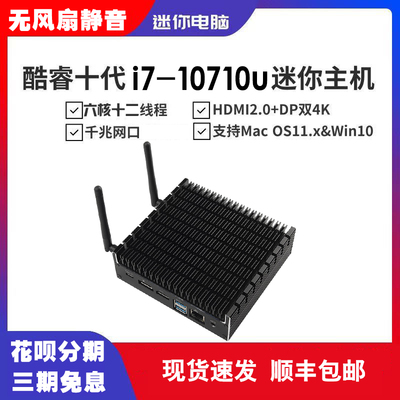 无风扇静音
迷你电脑
酷睿十代 i7-10710u 迷你主机
六核十二线程
HDMI2.0+DP双4K
千兆网口
支持Mac OS11.x&Win10
花呗分期
三期免息
现货速发 顺丰包邮